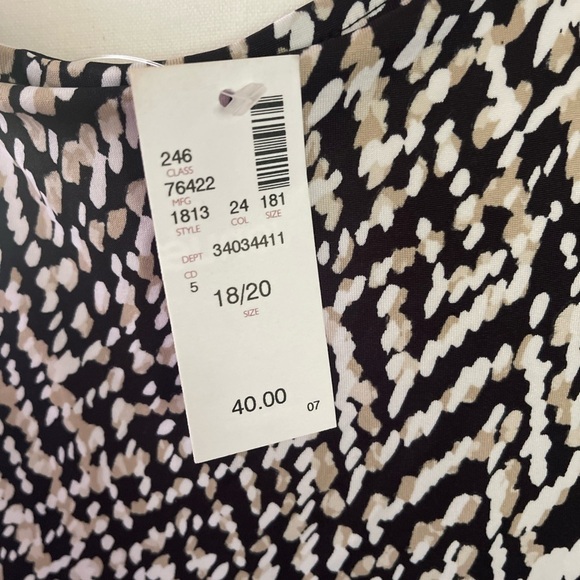 246
CLASS
76422
MFG
1813 24 181
STYLE COL SIZE
DEPT 34034411
CD
5 18/20
SIZE
40.00 07